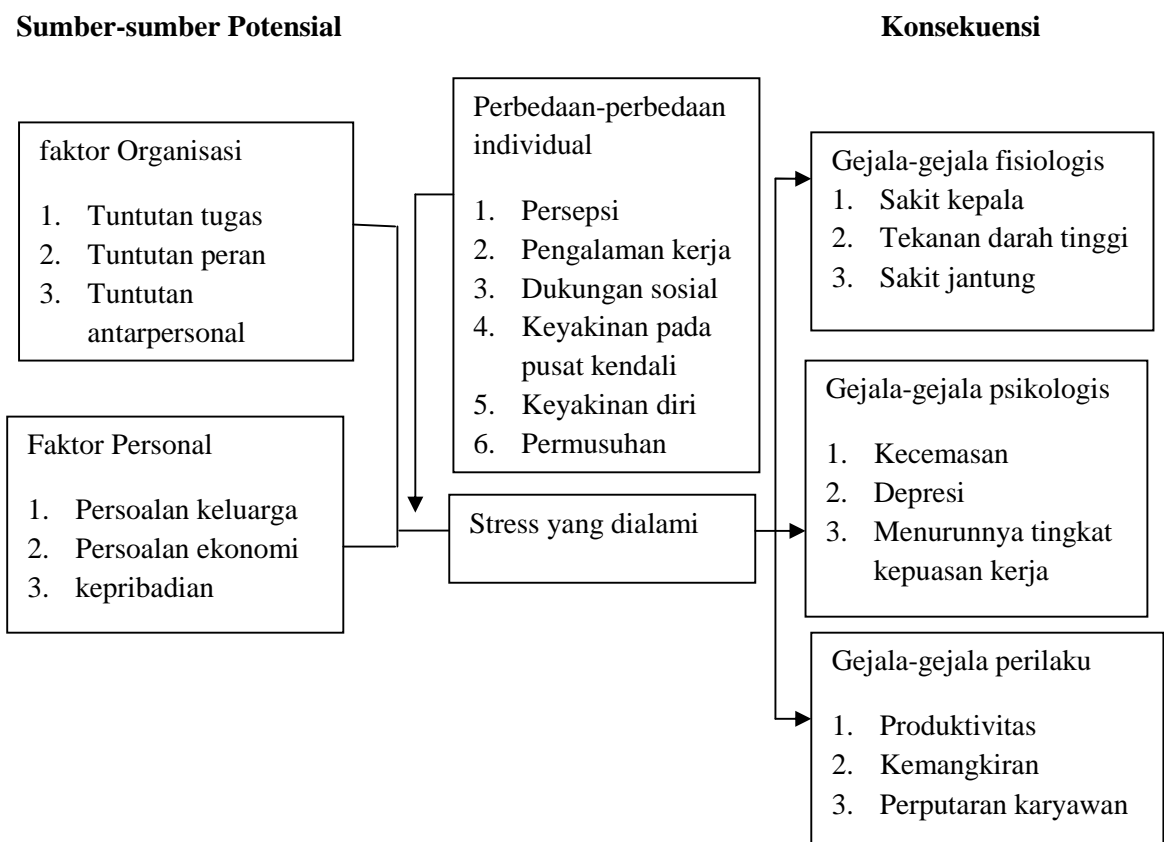 Sumber-sumber Potensial
Konsekuensi
faktor Organisasi
1. Tuntutan tugas
2. Tuntutan peran
3. Tuntutan
antarpersonal
Faktor Personal
1. Persoalan keluarga
2. Persoalan ekonomi
3. kepribadian
Perbedaan-perbedaan
individual
1. Persepsi
2. Pengalaman kerja
3. Dukungan sosial
4. Keyakinan pada
pusat kendali
5. Keyakinan diri
6. Permusuhan
Stress yang dialami
Gejala-gejala fisiologis
1. Sakit kepala
2. Tekanan darah tinggi
3. Sakit jantung
Gejala-gejala psikologis
1. Kecemasan
2. Depresi
3. Menurunnya tingkat
kepuasan kerja
Gejala-gejala perilaku
1. Produktivitas
2. Kemangkiran
3. Perputaran karyawan